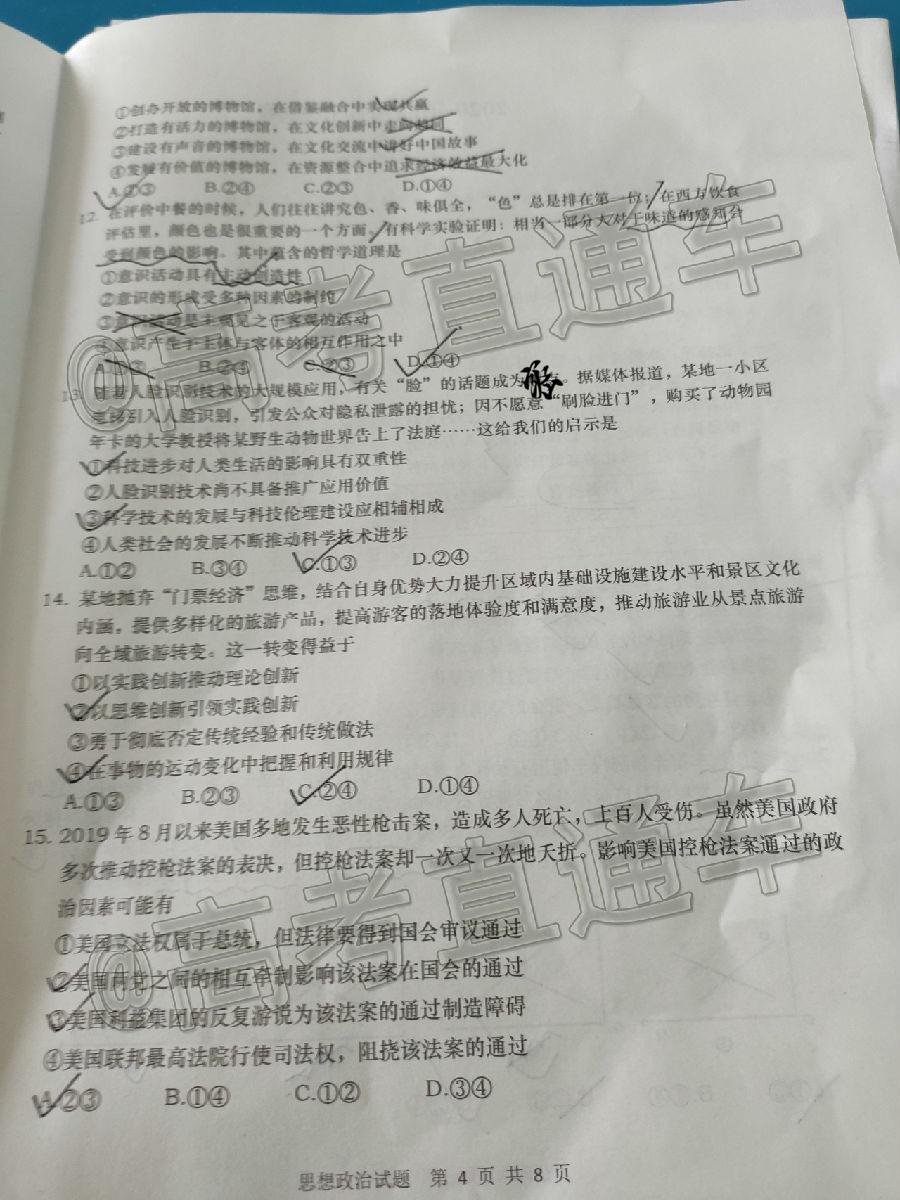 ①创办开放的博物馆，在借鉴融合中实现共赢
②打造有活力的博物馆，在文化创新中走向趋同
③建设有声音的博物馆，在文化交流中讲好中国故事
④发展有价值的博物馆，在资源整合中追求经济效益最大化
A.①③ B.②④ C.②③ D.①④
12. 在评价中餐的时候，人们往往讲究色、香、味俱全，“色”总是排在第一位；在西方饮食
评估里，颜色也是很重要的一个方面。有科学实验证明：相当一部分人对于味道的感知会
受到颜色的影响。其中蕴含的哲学道理是
①意识活动具有主动创造性
②意识的形成受多种因素的制约
③意识活动是主观见之于客观的活动
④意识产生于主体与客体的相互作用之中
A.①② B.②④ C.②③ D.①④
13. 随着人脸识别技术的大规模应用，有关“脸”的话题成为 。据媒体报道，某地一小区
引入人脸识别，引发公众对隐私泄露的担忧；因不愿意“刷脸进门”，购买了动物园
年卡的大学教授将某野生动物世界告上了法庭……这给我们的启示是
①科技进步对人类生活的影响具有双重性
②人脸识别技术尚不具备推广应用价值
③科学技术的发展与科技伦理建设应相辅相成
④人类社会的发展不断推动科学技术进步
A.①② B.③④ C.①③ D.②④
14. 某地抛弃“门票经济”思维，结合自身优势大力提升区域内基础设施建设水平和景区文化
内涵，提供多样化的旅游产品，提高游客的落地体验度和满意度，推动旅游业从景点旅游
向全域旅游转变。这一转变得益于
①以实践创新推动理论创新
②以思维创新引领实践创新
③勇于彻底否定传统经验和传统做法
④在事物的运动变化中把握和利用规律
A.①③ B.②③ C.②④ D.①④
15. 2019年8月以来美国多地发生恶性枪击案，造成多人死亡，上百人受伤。虽然美国政府
多次推动控枪法案的表决，但控枪法案却一次又一次地夭折。影响美国控枪法案通过的政
治因素可能有
①美国立法权属于总统，但法律要得到国会审议通过
②美国两党之间的相互牵制影响该法案在国会的通过
③美国利益集团的反复游说为该法案的通过制造障碍
④美国联邦最高法院行使司法权，阻挠该法案的通过
A.②③ B.①④ C.①② D.③④
思想政治试题 第 4 页 共 8 页
@高考直通车
@高考直通车